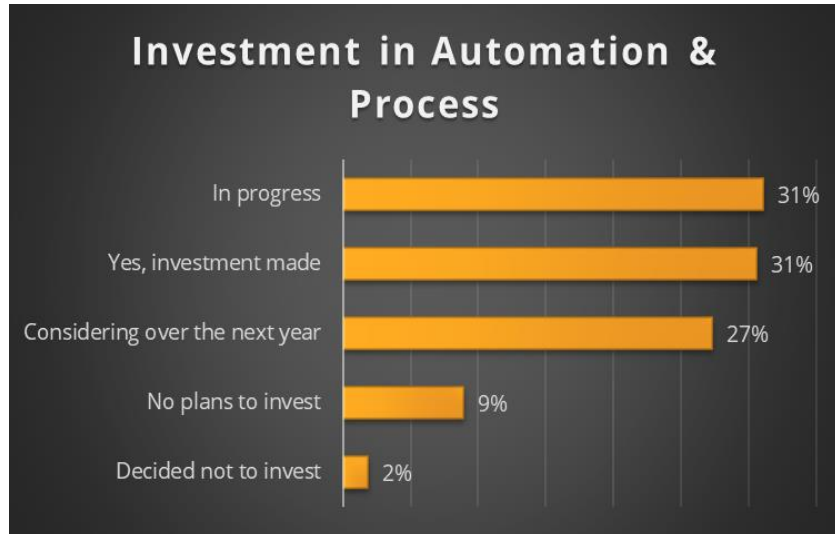 Investment in Automation &
Process
In progress
31%
Yes, investment made
31%
Considering over the next year
27%
No plans to invest
9%
Decided not to invest
2%